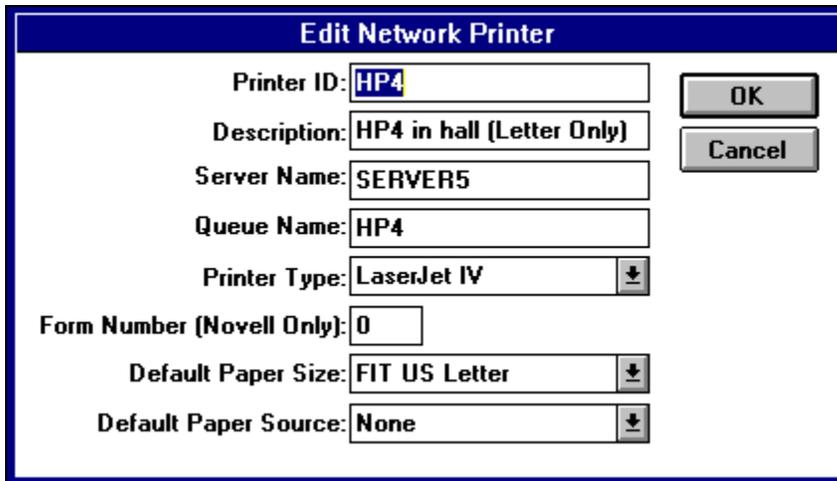 Edit Network Printer
Printer ID: HP4
OK
Description: HP4 in hall (Letter Only)
Cancel
Server Name: SERVER5
Queue Name: HP4
Printer Type: LaserJet IV
Form Number (Novell Only): 0
Default Paper Size: FIT US Letter
Default Paper Source: None